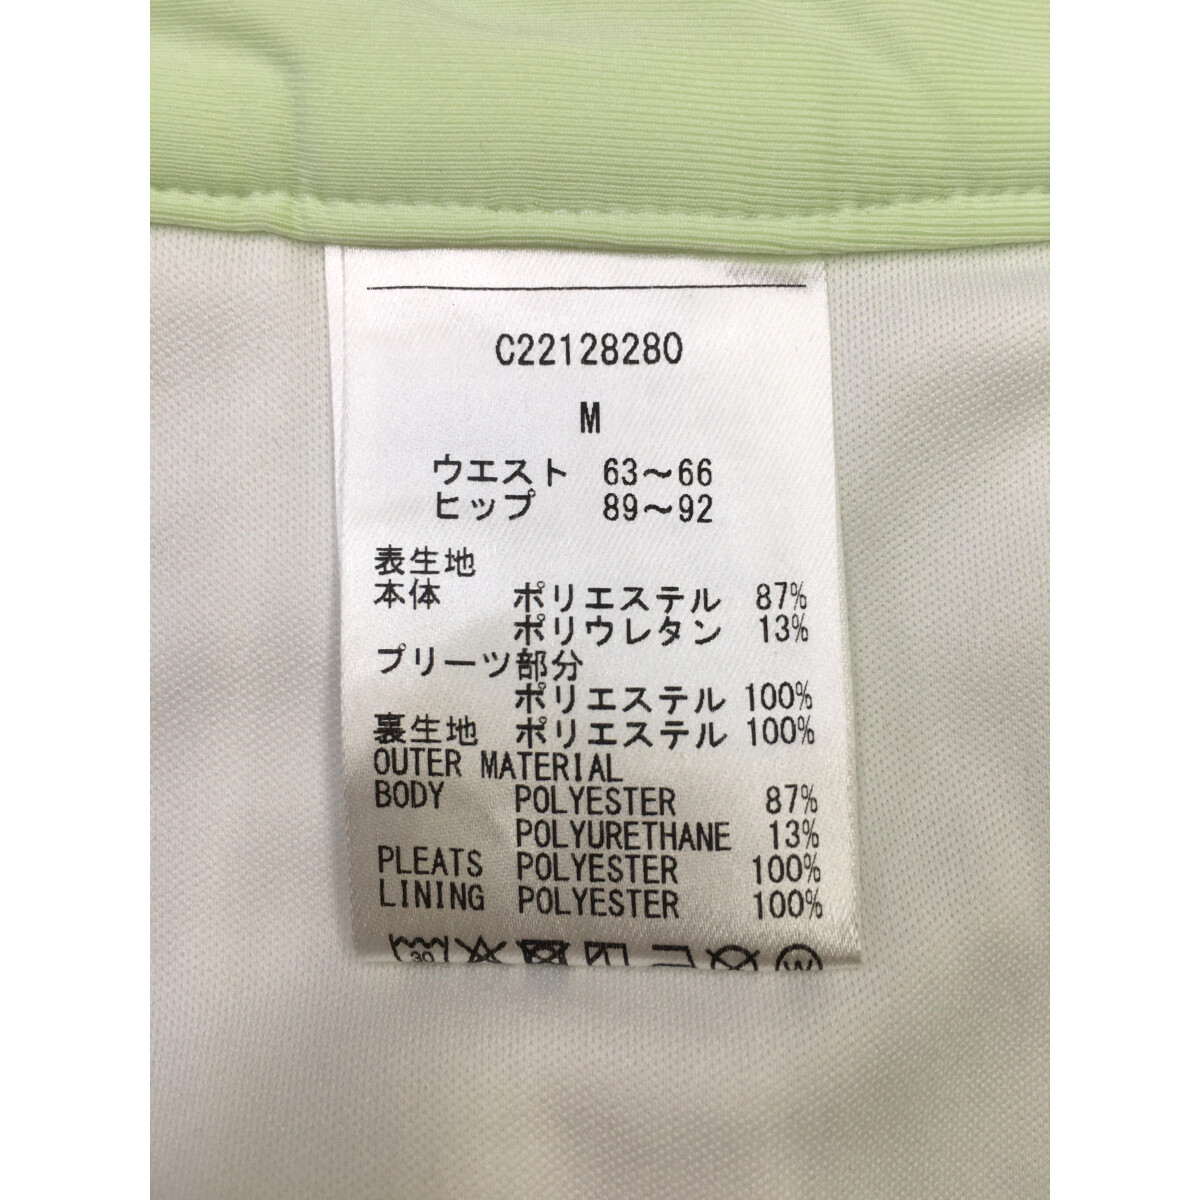 C22128280
M
ウエスト 63～66
ヒップ 89～92
表生地
本体 ポリエステル 87%
ポリウレタン 13%
プリーツ部分
ポリエステル 100%
裏生地 ポリエステル 100%
OUTER MATERIAL
BODY POLYESTER 87%
POLYURETHANE 13%
PLEATS POLYESTER 100%
LINING POLYESTER 100%
30 W